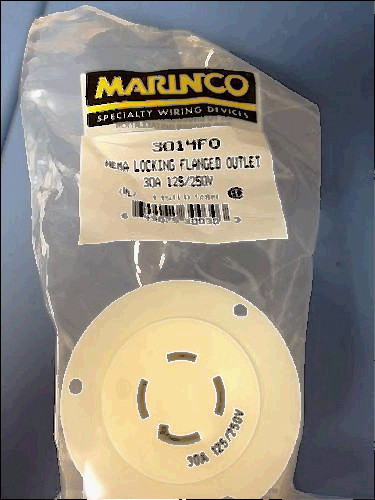 MARINCO
SPECIALTY WIRING DEVICES
3014FO
NEMA LOCKING FLANGED OUTLET
30A 125/250V
30A 125/250V